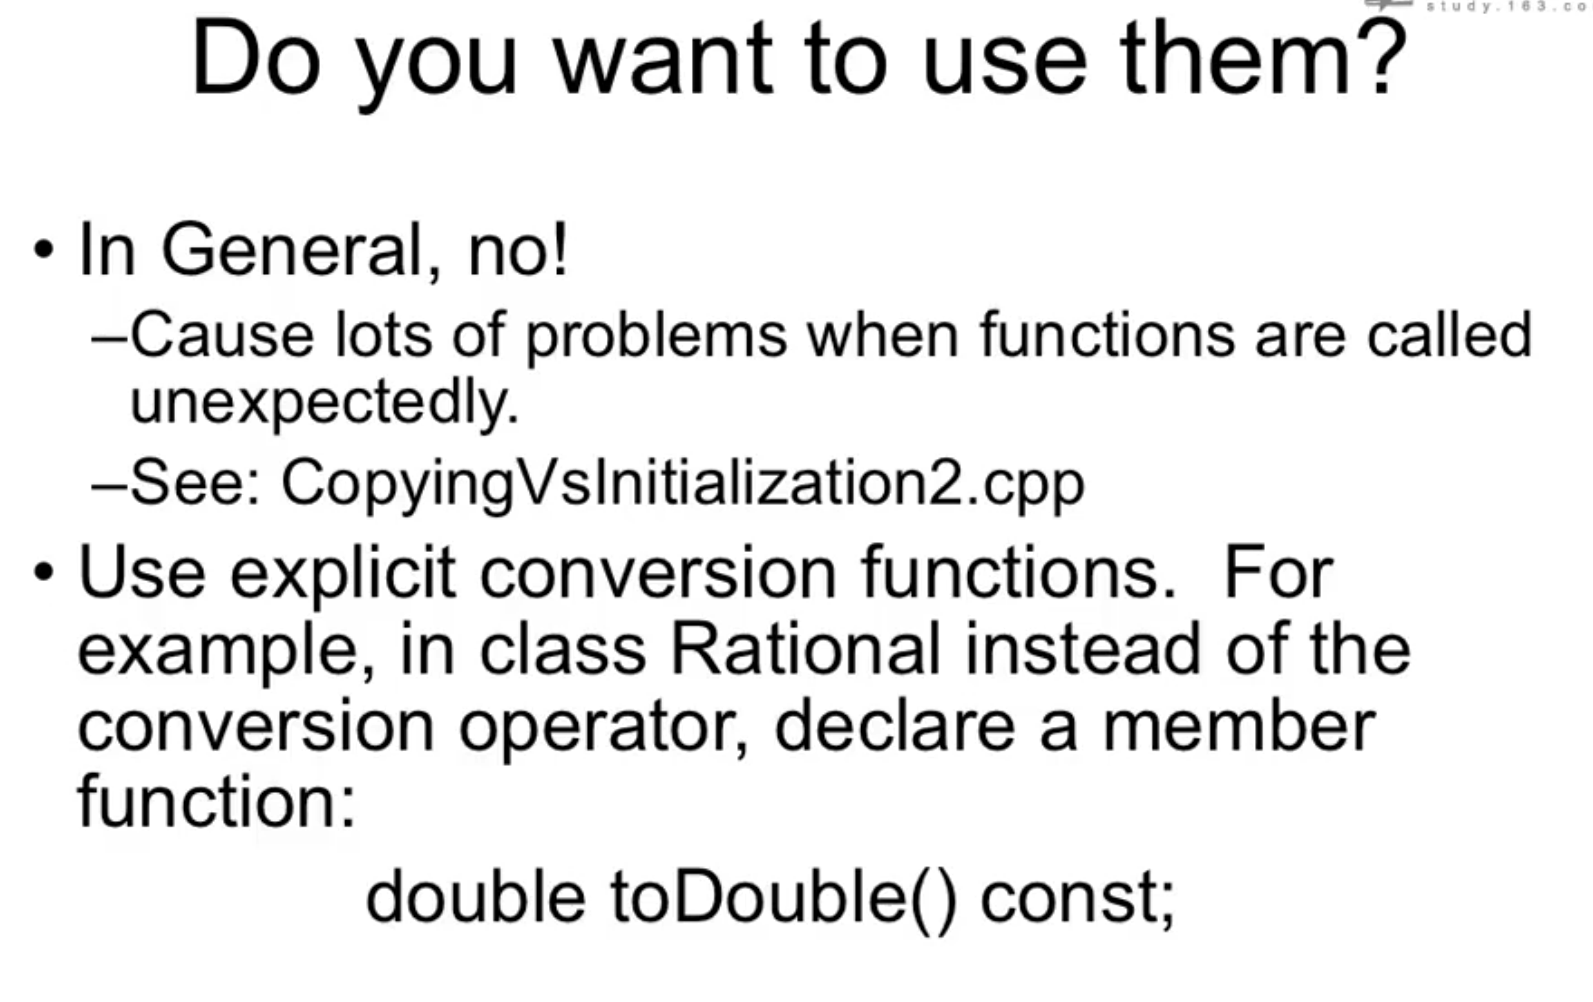 study.163.co
Do you want to use them?
• In General, no!
–Cause lots of problems when functions are called
unexpectedly.
–See: CopyingVsInitialization2.cpp
• Use explicit conversion functions. For
example, in class Rational instead of the
conversion operator, declare a member
function:
double toDouble() const;